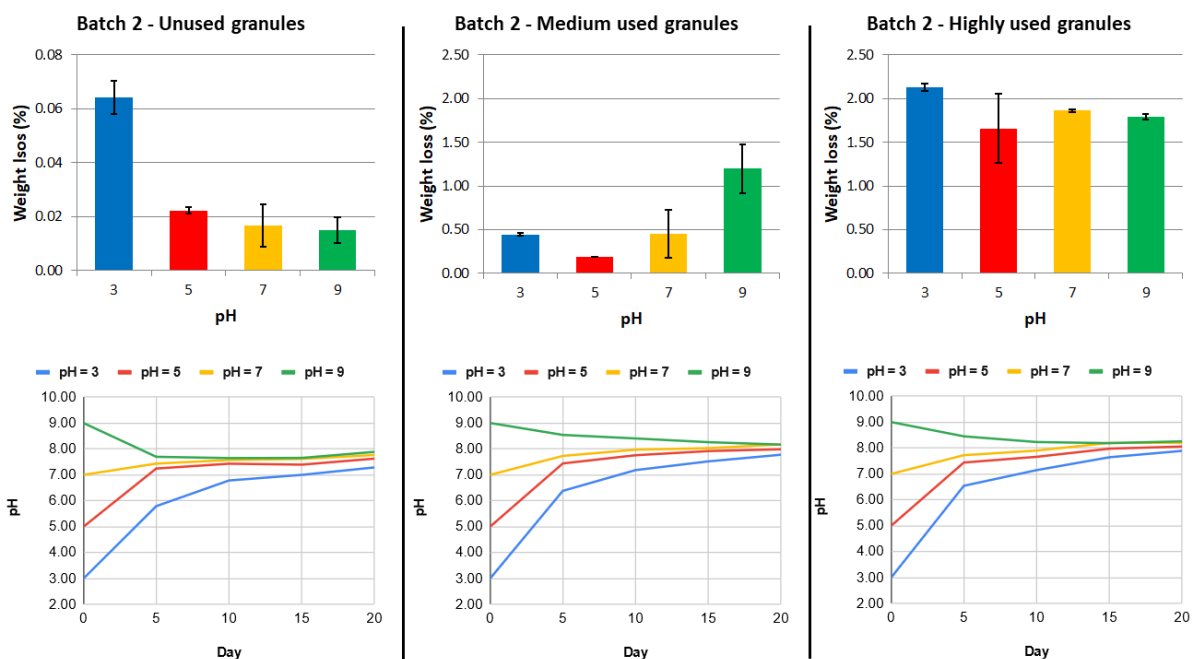 Batch 2 - Unused granules
Weight lsos (%)
0.08
0.06
0.04
0.02
0.00
3 5 7 9
pH
pH = 3 pH = 5 pH = 7 pH = 9
pH
10.00
9.00
8.00
7.00
6.00
5.00
4.00
3.00
2.00
0 5 10 15 20
Day
Batch 2 - Medium used granules
Weight loss (%)
2.50
2.00
1.50
1.00
0.50
0.00
3 5 7 9
pH
pH = 3 pH = 5 pH = 7 pH = 9
pH
10.00
9.00
8.00
7.00
6.00
5.00
4.00
3.00
2.00
0 5 10 15 20
Day
Batch 2 - Highly used granules
Weight loss (%)
2.50
2.00
1.50
1.00
0.50
0.00
3 5 7 9
pH
pH = 3 pH = 5 pH = 7 pH = 9
pH
10.00
9.00
8.00
7.00
6.00
5.00
4.00
3.00
2.00
0 5 10 15 20
Day